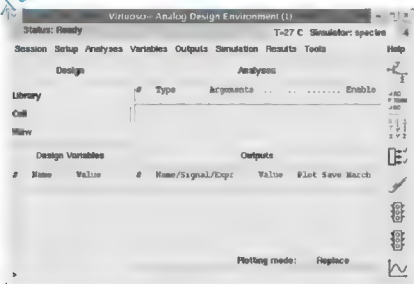 Virtuoso® Analog Design Environment (1)
Status: Ready T=27 C Simulator: spectre 4
Session Setup Analyses Variables Outputs Simulation Results Tools Help
Design Analyses
# Type Arguments .. .. ....... Enable
Library
Cell
View
Design Variables Outputs
# Name Value # Name/Signal/Expr Value Plot Save March
Plotting mode: Replace
>